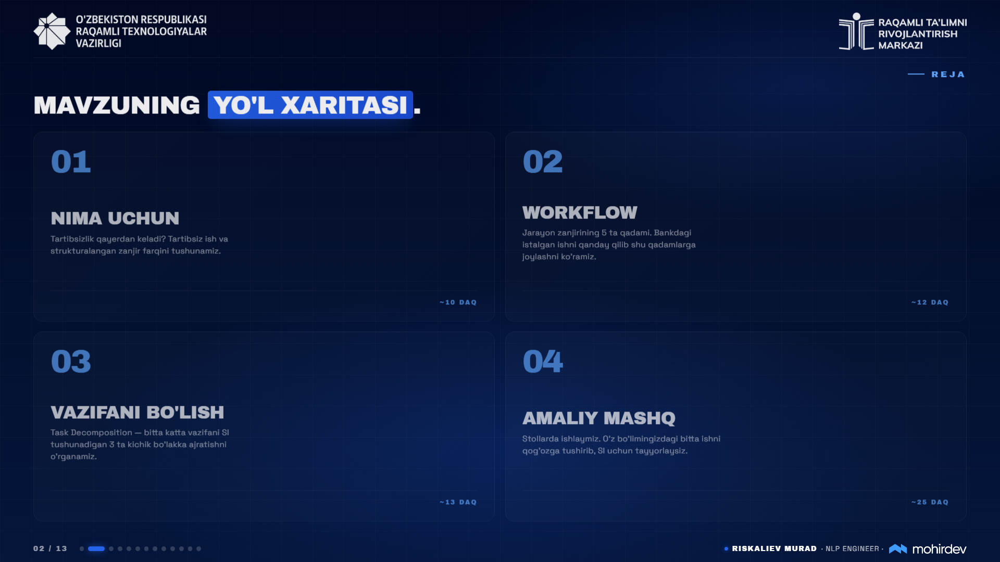 O'ZBEKISTON RESPUBLIKASI
RAQAMLI TEXNOLOGIYALAR
VAZIRLIGI
RAQAMLI TA'LIMNI
RIVOJLANTIRISH
MARKAZI
— REJA
MAVZUNING YO'L XARITASI.
01
NIMA UCHUN
Tartibsizlik qayerdan keladi? Tartibsiz ish va
strukturalangan zanjir farqini tushunamiz.
~10 DAQ
02
WORKFLOW
Jarayon zanjirining 5 ta qadami. Bankdagi
istalgan ishni qanday qilib shu qadamlarga
joylashni ko'ramiz.
~12 DAQ
03
VAZIFANI BO'LISH
Task Decomposition — bitta katta vazifani SI
tushunadigan 3 ta kichik bo'lakka ajratishni
o'rganamiz.
~13 DAQ
04
AMALIY MASHQ
Stollarda ishlaymiz. O'z bo'limingizdagi bitta ishni
qog'ozga tushirib, SI uchun tayyorlaysiz.
~25 DAQ
02 / 13
RISKALIEV MURAD · NLP ENGINEER · mohirdev